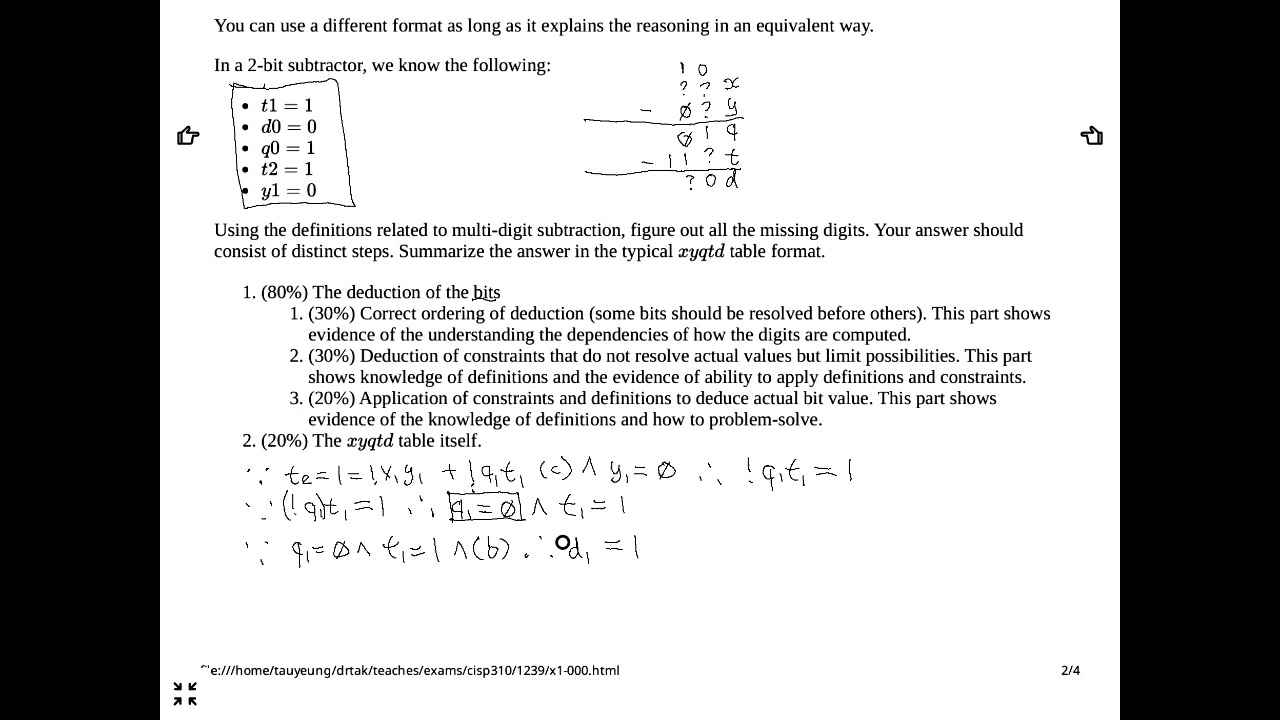 You can use a different format as long as it explains the reasoning in an equivalent way.
In a 2-bit subtractor, we know the following:
1 0
? ? x
• t1 = 1
- 0 ? y
• d0 = 0
0 1 q
• q0 = 1
- 1 1 ? t
• t2 = 1
? 0 d
• y1 = 0
Using the definitions related to multi-digit subtraction, figure out all the missing digits. Your answer should
consist of distinct steps. Summarize the answer in the typical xyqtd table format.
1. (80%) The deduction of the bits
1. (30%) Correct ordering of deduction (some bits should be resolved before others). This part shows
evidence of the understanding the dependencies of how the digits are computed.
2. (30%) Deduction of constraints that do not resolve actual values but limit possibilities. This part
shows knowledge of definitions and the evidence of ability to apply definitions and constraints.
3. (20%) Application of constraints and definitions to deduce actual bit value. This part shows
evidence of the knowledge of definitions and how to problem-solve.
2. (20%) The xyqtd table itself.
∵ t2=1=!x1y1 + !q1t1 (c) ∧ y1=0 ∴ !q1t1=1
∵ (!q1)t1=1 ∴ q1=0 ∧ t1=1
∵ q1=0 ∧ t1=1 ∧ (b) ∴ d1=1
e:///home/tauyeung/drtak/teaches/exams/cisp310/1239/x1-000.html
2/4